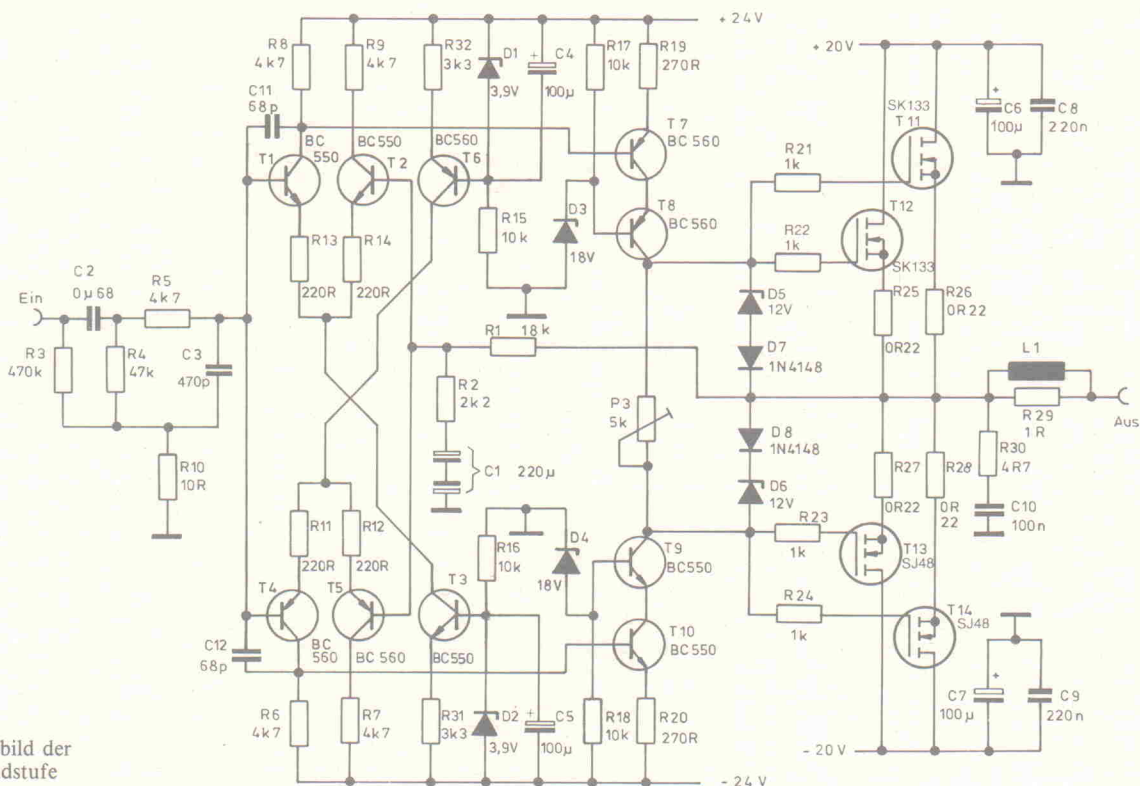 + 24V
R8
4k7
R9
4k7
R32
3k3
D1
3,9V
+
C4
100µ
R17
10k
R19
270R
+ 20V
C11
68p
BC
550
T1
BC550
T2
BC560
T6
T7
BC 560
SK133
T11
+
C6
100µ
C8
220n
R21
1k
R15
10k
D3
18V
T8
BC560
T12
SK133
R22
1k
R13
220R
R14
220R
C2
0µ68
R5
4k7
Ein
R3
470k
R4
47k
C3
470p
R10
10R
D5
12V
R25
0R22
R26
0R22
R1
18k
D7
1N4148
L1
R2
2k2
P3
5k
R29
1R
Aus
D8
1N4148
R30
4R7
C1
220µ
D6
12V
R27
0R22
R28
0R
22
C10
100n
R11
220R
R12
220R
R16
10k
D4
18V
R23
1k
T9
BC550
T13
SJ48
T4
BC
560
T5
BC 560
T3
BC550
R24
1k
T14
SJ48
C12
68p
T10
BC550
R6
4k7
R7
4k7
R31
3k3
D2
3,9V
+
C5
100µ
R18
10k
R20
270R
+
C7
100µ
C9
220n
- 20V
- 24V
bild der
dstufe